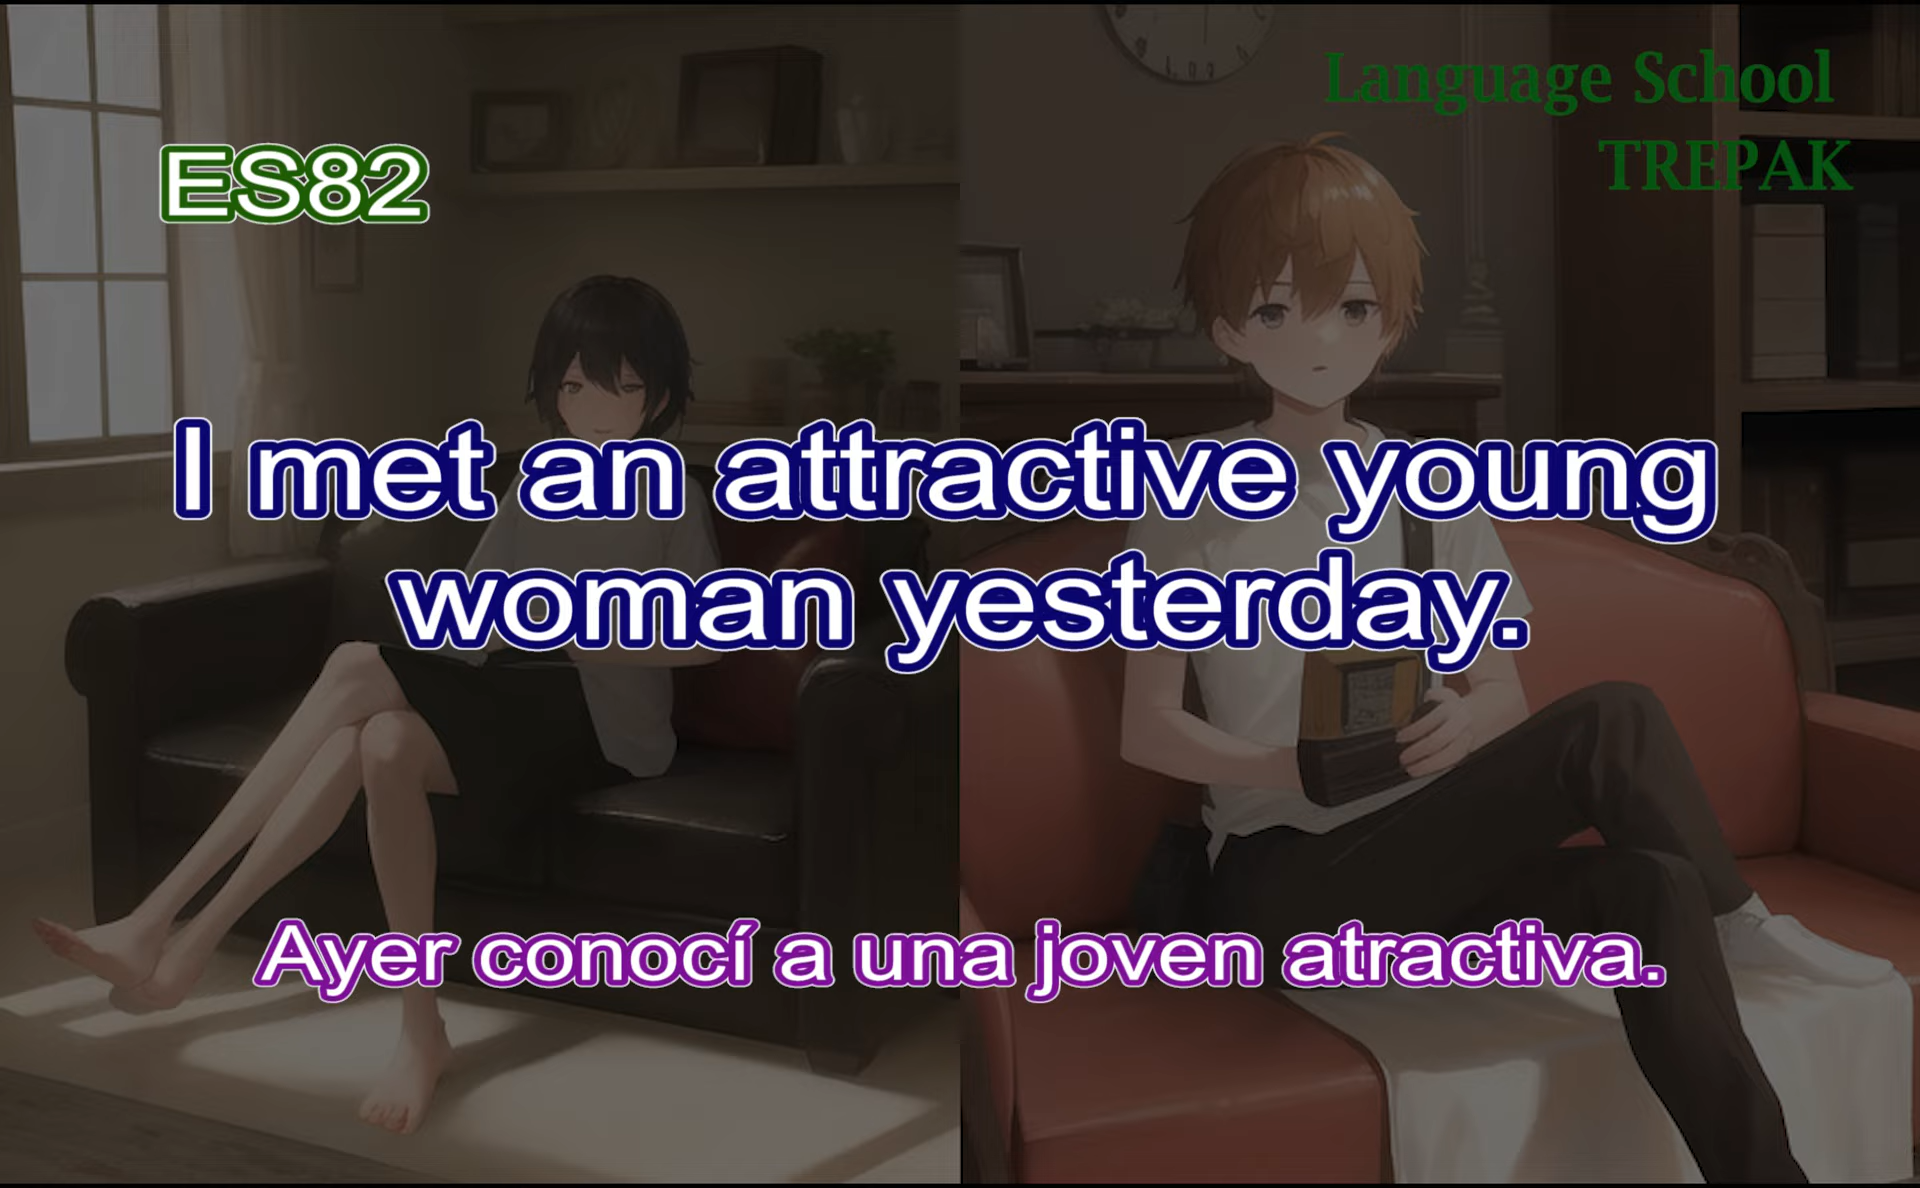 Language School
TREPAK
ES82
I met an attractive young
woman yesterday.
Ayer conocí a una joven atractiva.